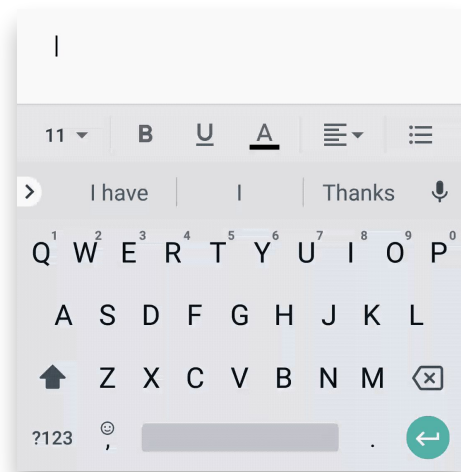 11 B U A
I have I Thanks
1 2 3 4 5 6 7 8 9 0
Q W E R T Y U I O P
A S D F G H J K L
Z X C V B N M
?123 , .